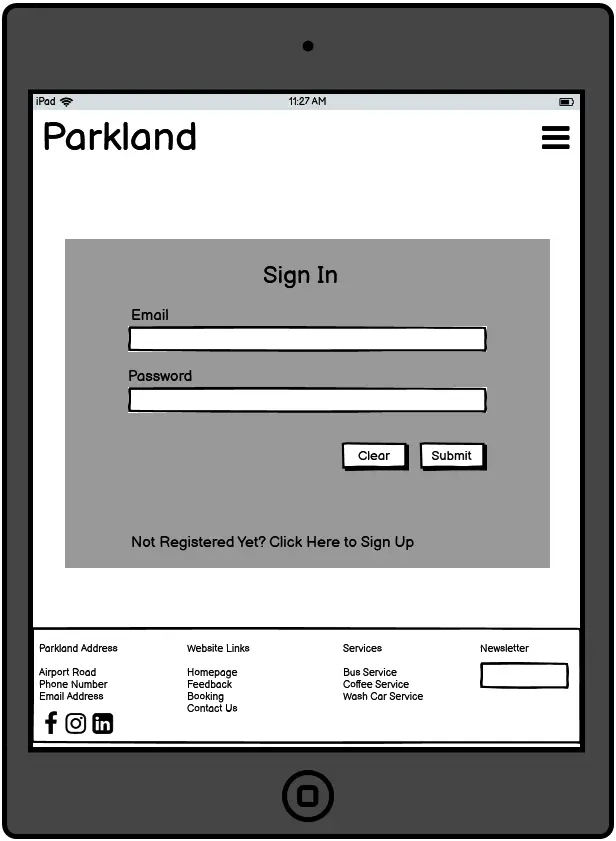 iPad 11:27 AM
Parkland
Sign In
Email
Password
Clear Submit
Not Registered Yet? Click Here to Sign Up
Parkland Address
Airport Road
Phone Number
Email Address
Website Links
Homepage
Feedback
Booking
Contact Us
Services
Bus Service
Coffee Service
Wash Car Service
Newsletter